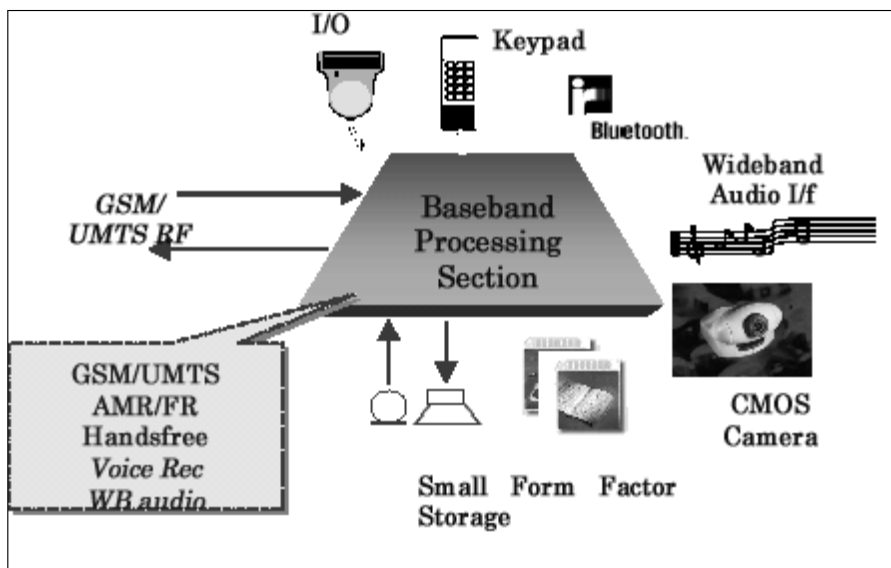 I/O
Keypad
Bluetooth.
Wideband
Audio I/f
GSM/
UMTS RF
Baseband
Processing
Section
GSM/UMTS
AMR/FR
Handsfree
Voice Rec
WB audio
CMOS
Camera
Small Form Factor
Storage